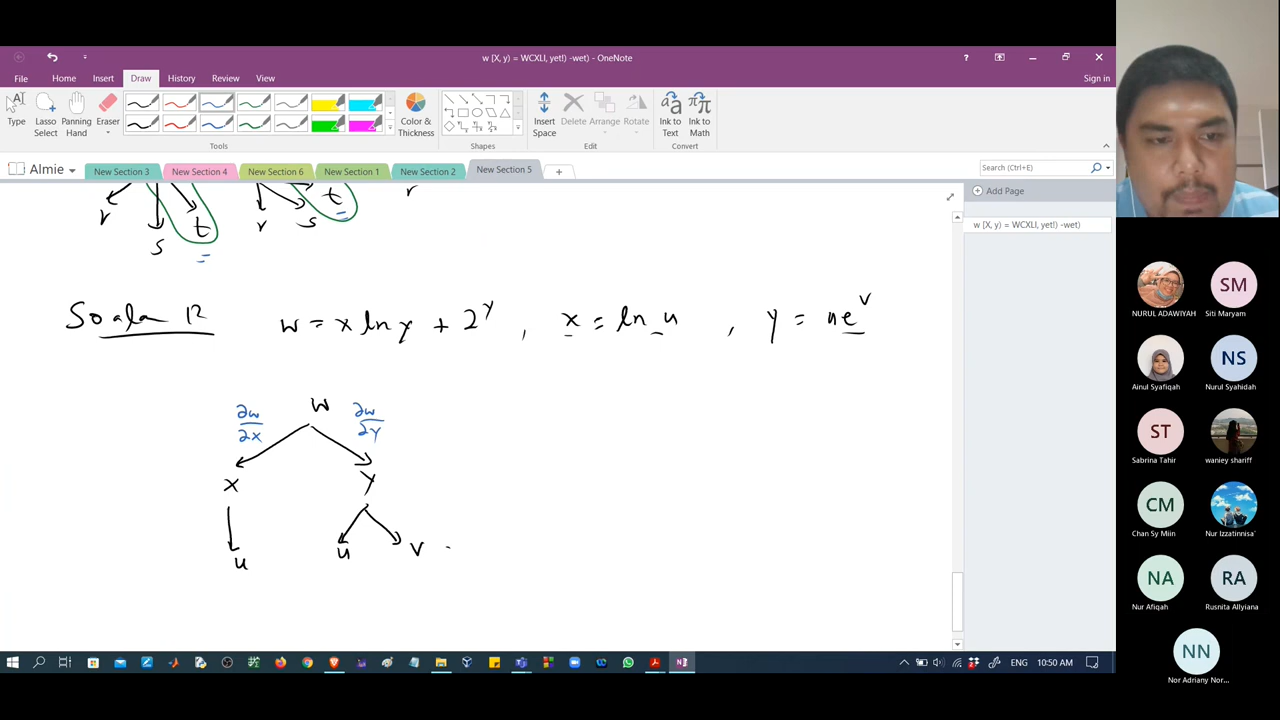 w [X, y) = WCXLI, yet!) -wet) - OneNote
File Home Insert Draw History Review View Sign in
Type Lasso Select Panning Hand Eraser Color & Thickness Insert Space Delete Arrange Rotate Ink to Text Ink to Math
Tools Shapes Edit Convert
Almie New Section 3 New Section 4 New Section 6 New Section 1 New Section 2 New Section 5 Search (Ctrl+E)
Add Page
w [X, y) = WCXLI, yet!) -wet)
r s t r s t r
Soalan 12 w = x ln y + 2^y , x = ln u , y = ue^v
∂w/∂x w ∂w/∂y
x y
u u v
NURUL ADAWIYAH
SM
Siti Maryam
Ainul Syafiqah
NS
Nurul Syahidah
ST
Sabrina Tahir
waniey shariff
CM
Chan Sy Miin
Nur Izzatinnisa'
NA
Nur Afiqah
RA
Rusnita Allyiana
NN
Nor Adriany Nor...
ENG 10:50 AM